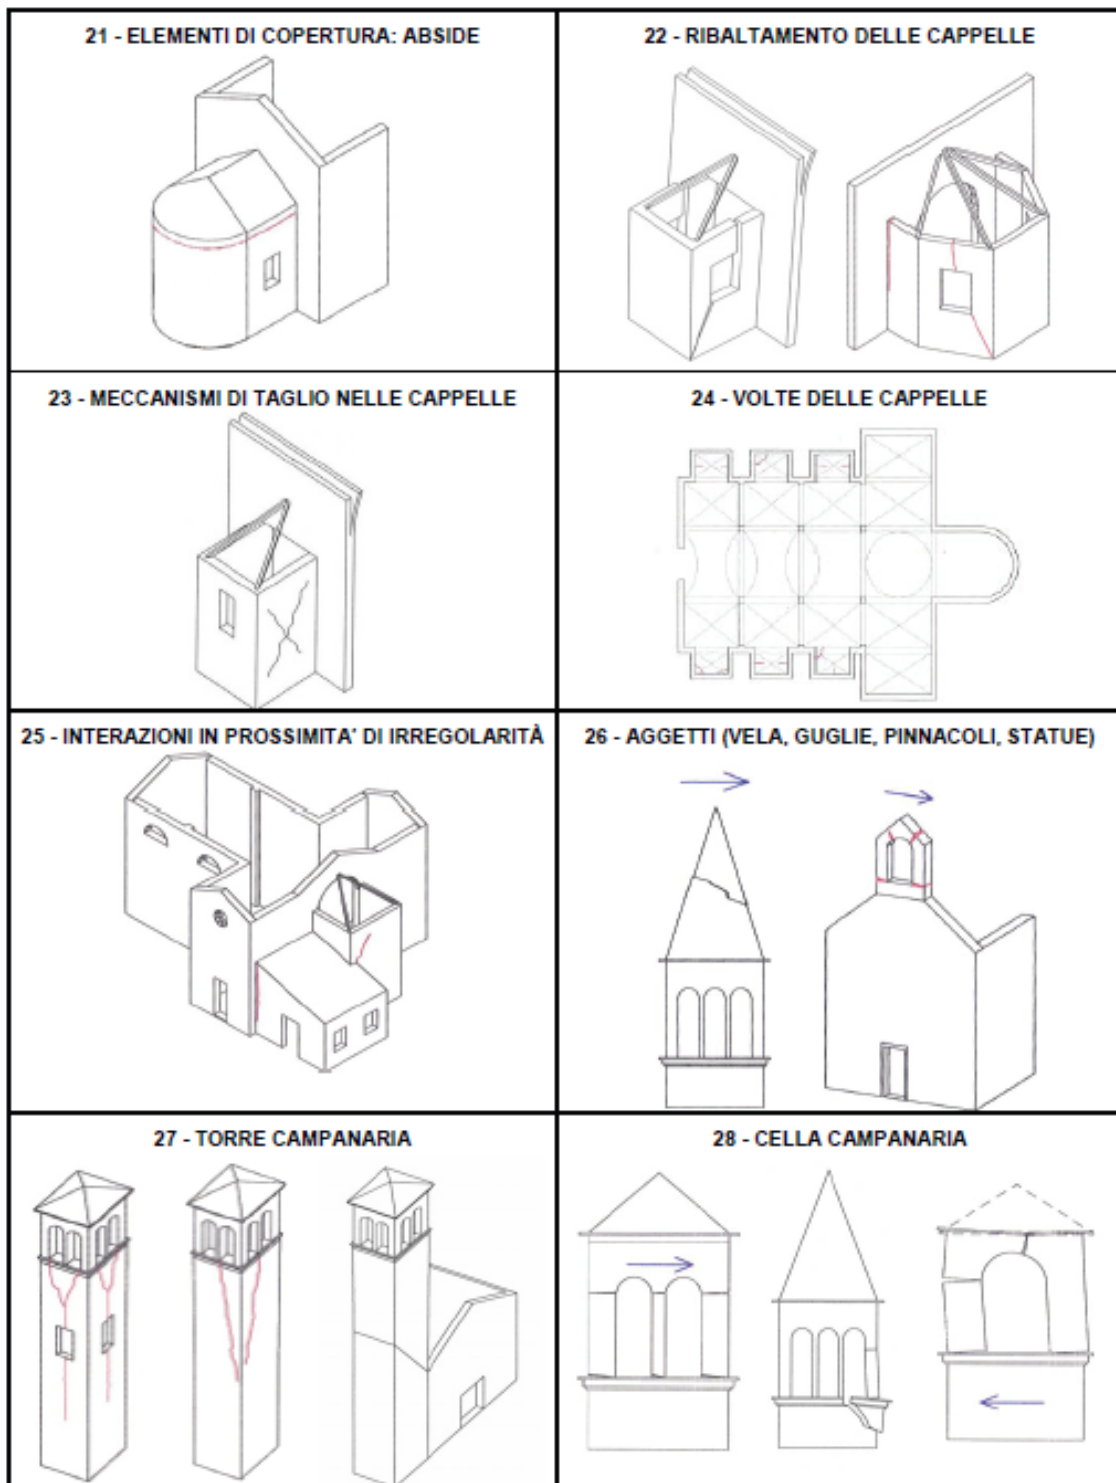 21 - ELEMENTI DI COPERTURA: ABSIDE
22 - RIBALTAMENTO DELLE CAPPELLE
23 - MECCANISMI DI TAGLIO NELLE CAPPELLE
24 - VOLTE DELLE CAPPELLE
25 - INTERAZIONI IN PROSSIMITA' DI IRREGOLARITÀ
26 - AGGETTI (VELA, GUGLIE, PINNACOLI, STATUE)
27 - TORRE CAMPANARIA
28 - CELLA CAMPANARIA